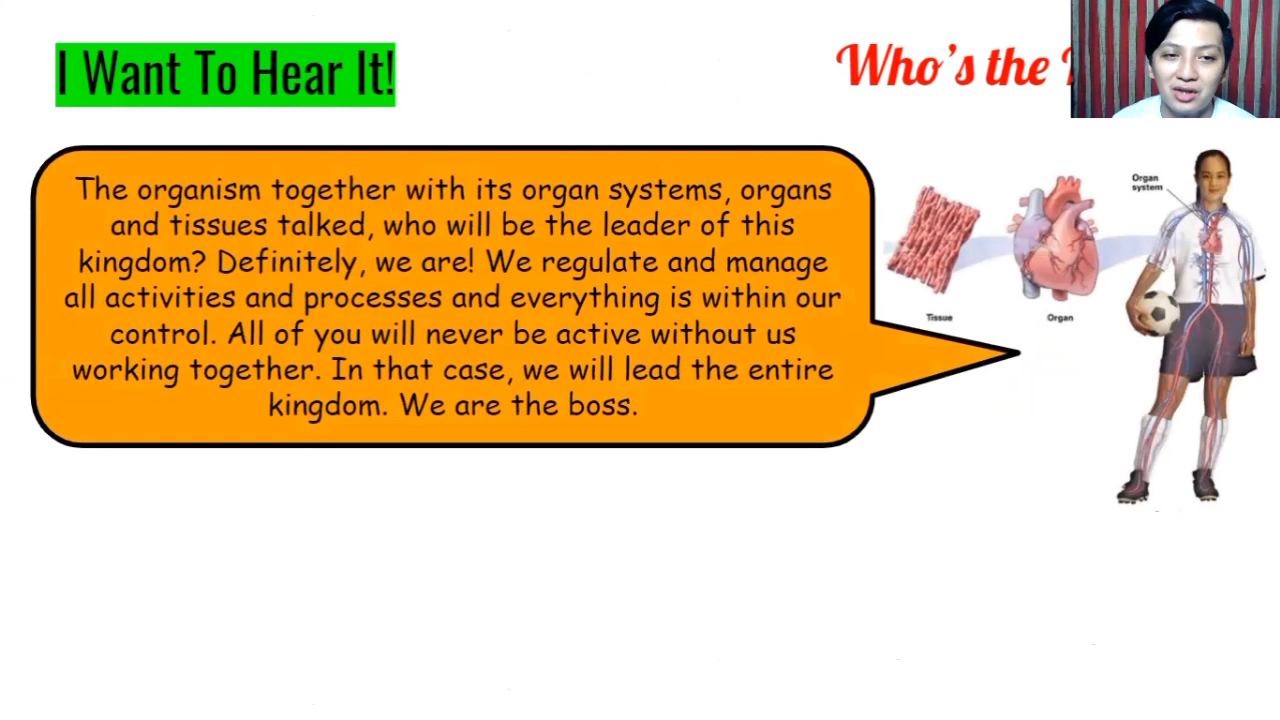 I Want To Hear It!
Who's the
The organism together with its organ systems, organs
and tissues talked, who will be the leader of this
kingdom? Definitely, we are! We regulate and manage
all activities and processes and everything is within our
control. All of you will never be active without us
working together. In that case, we will lead the entire
kingdom. We are the boss.
Organ
system
Tissue
Organ